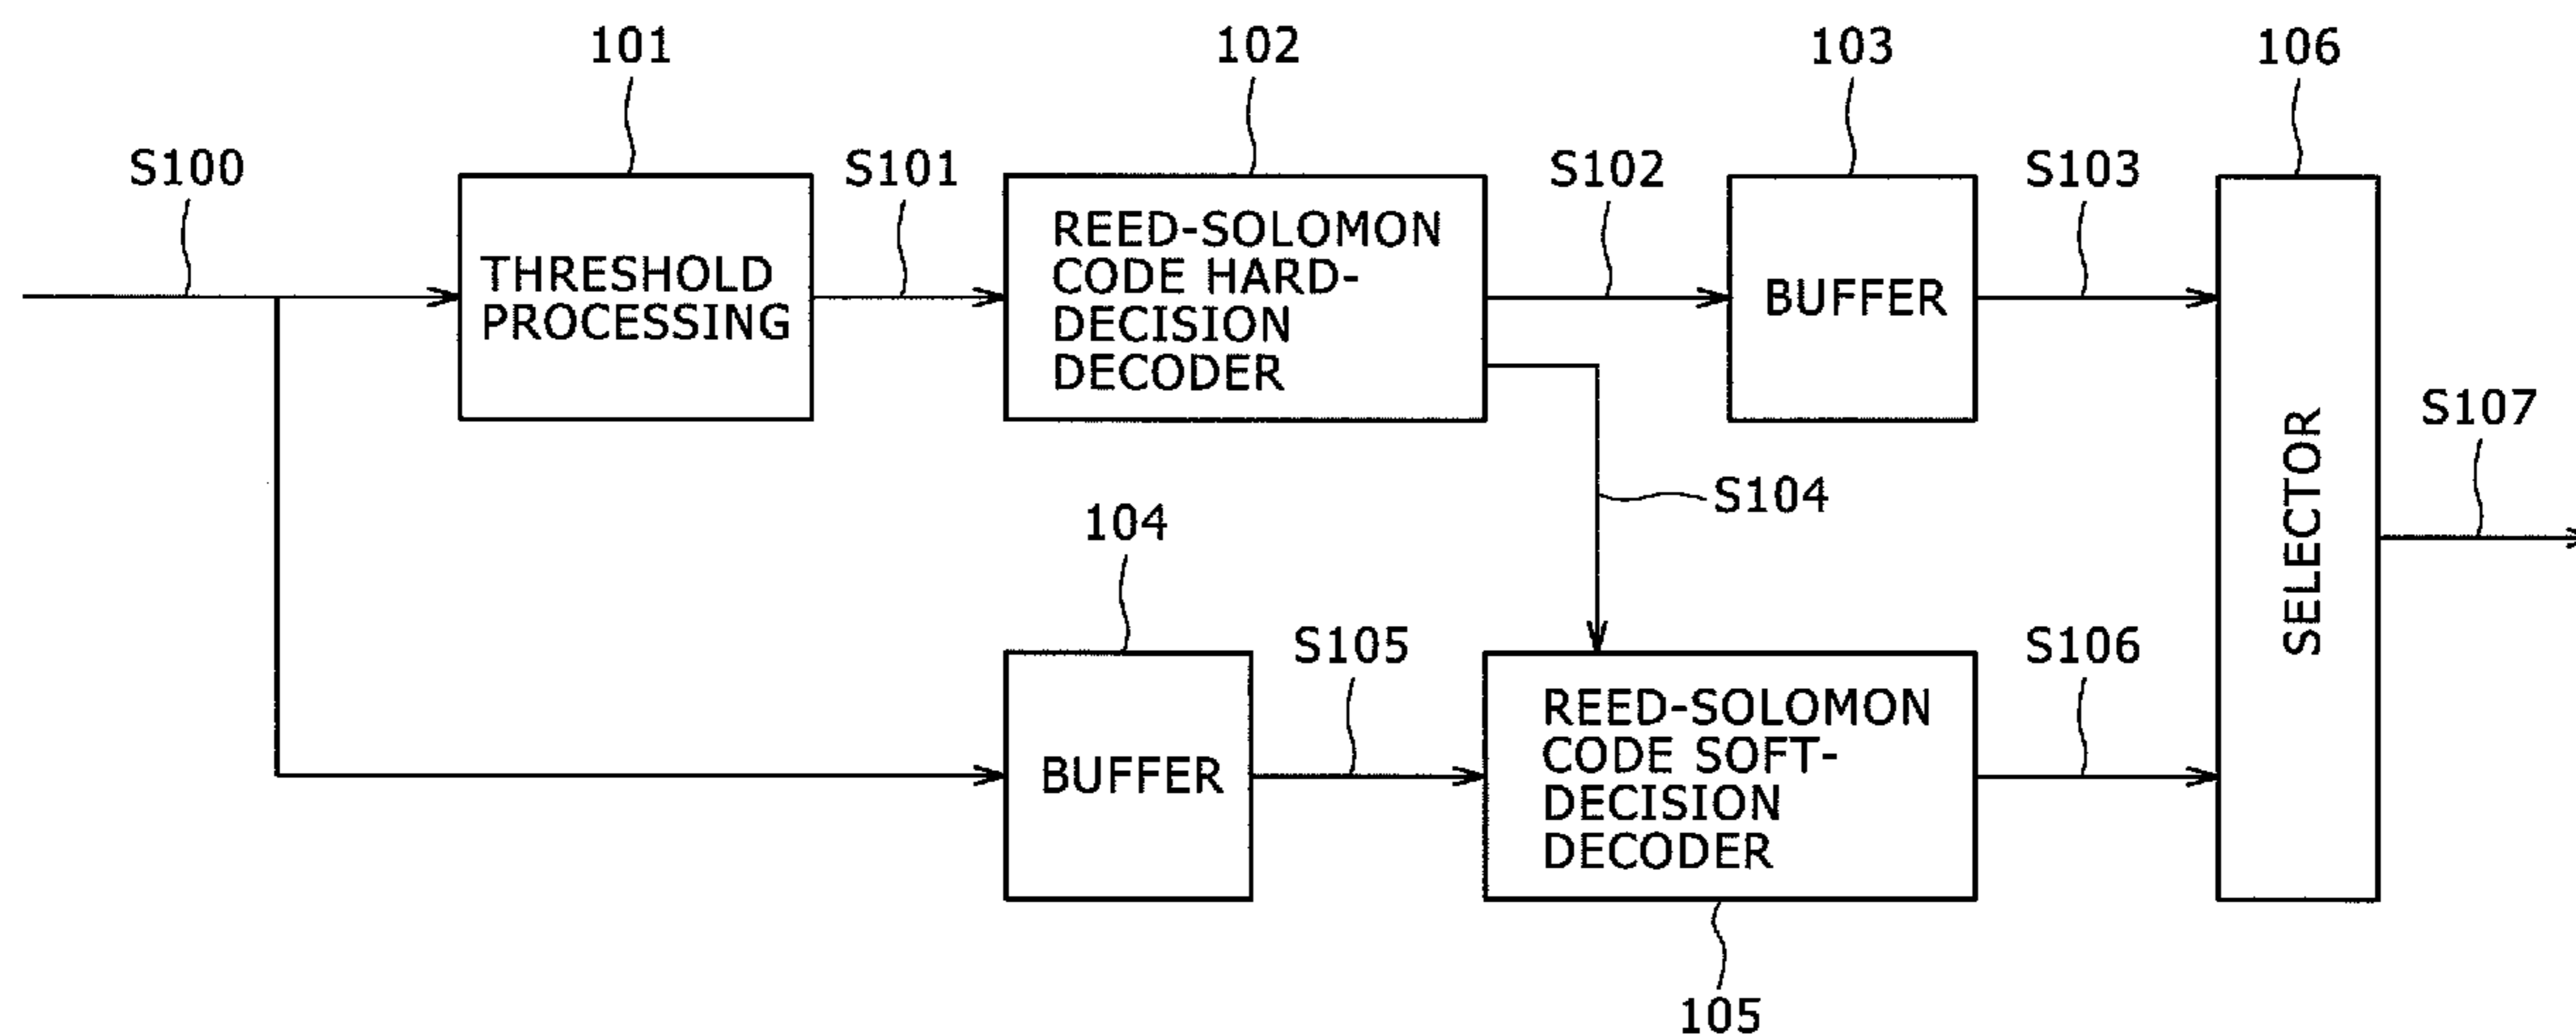 101
102
103
106
S100
S101
S102
S103
THRESHOLD
PROCESSING
REED-SOLOMON
CODE HARD-
DECISION
DECODER
BUFFER
SELECTOR
S107
S104
104
S105
S106
BUFFER
REED-SOLOMON
CODE SOFT-
DECISION
DECODER
105